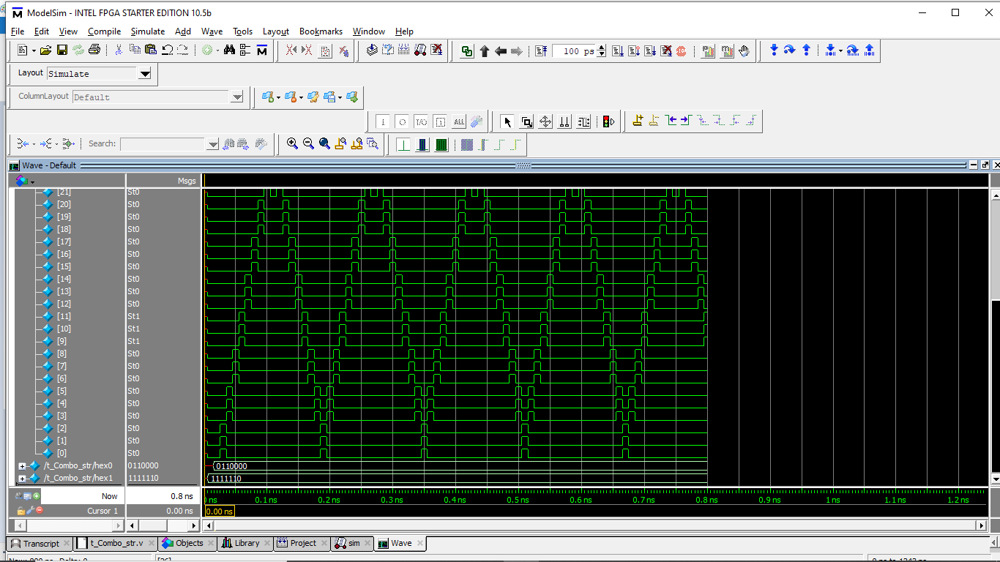 ModelSim - INTEL FPGA STARTER EDITION 10.5b
File Edit View Compile Simulate Add Wave Tools Layout Bookmarks Window Help
100 ps
Layout Simulate
ColumnLayout Default
ALL
Search:
Wave - Default
Msgs
[21] St0
[20] St0
[19] St0
[18] St0
[17] St0
[16] St0
[15] St0
[14] St0
[13] St0
[12] St0
[11] St1
[10] St1
[9] St1
[8] St0
[7] St0
[6] St0
[5] St0
[4] St0
[3] St0
[2] St0
[1] St0
[0] St0
/t_Combo_str/hex0 0110000 0110000
/t_Combo_str/hex1 1111110 1111110
Now 0.8 ns ns 0.1 ns 0.2 ns 0.3 ns 0.4 ns 0.5 ns 0.6 ns 0.7 ns 0.8 ns 0.9 ns 1 ns 1.1 ns 1.2 ns
Cursor 1 0.00 ns 0.00 ns
Transcript t_Combo_str.v Objects Library Project sim Wave